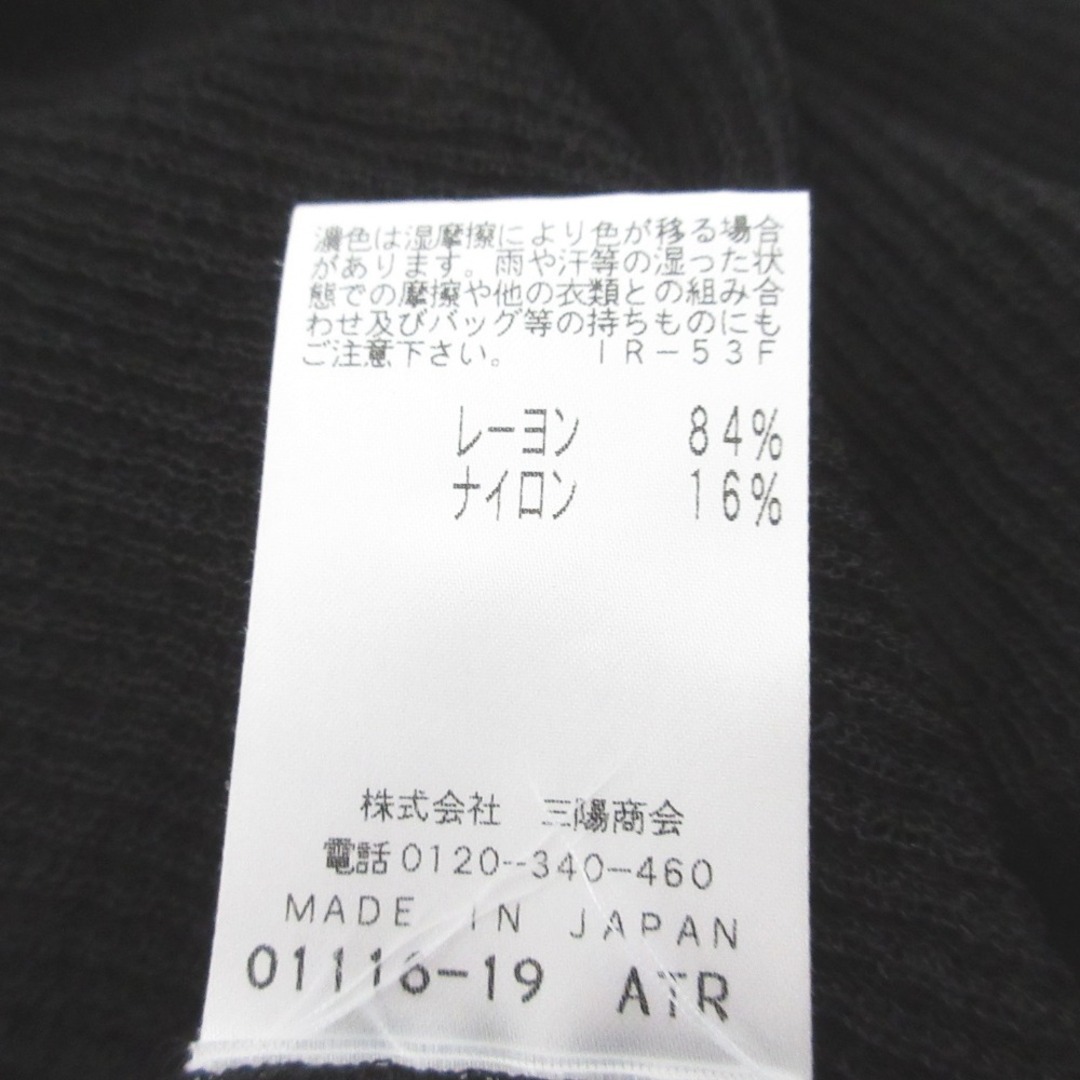 濃色は湿摩擦により色が移る場合
があります。雨や汗等の湿った状
態での摩擦や他の衣類との組み合
わせ及びバッグ等の持ちものにも
ご注意下さい。 IR-53F
レーヨン 84%
ナイロン 16%
株式会社 三陽商会
電話0120--340-460
MADE IN JAPAN
01116-19 ATR